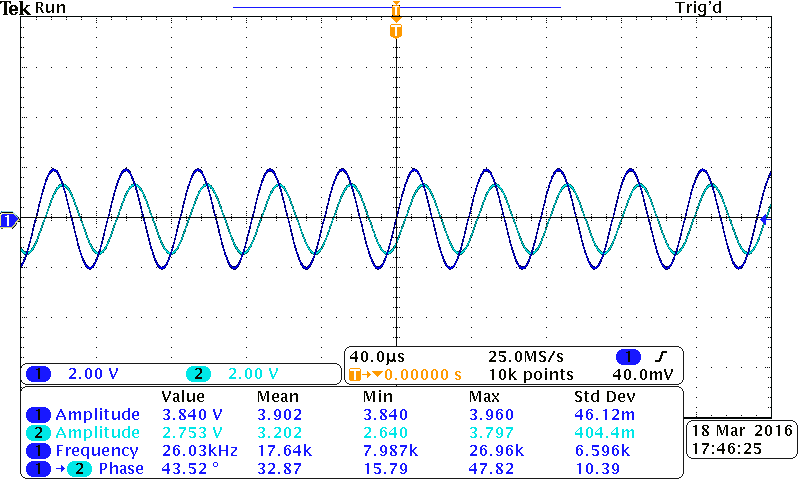 Tek Run Trig'd
T
T
1
40.0µs 25.0MS/s 1
1 2.00 V 2 2.00 V
T 0.00000 s 10k points 40.0mV
Value Mean Min Max Std Dev
1 Amplitude 3.840 V 3.902 3.840 3.960 46.12m
2 Amplitude 2.753 V 3.202 2.640 3.797 404.4m
1 Frequency 26.03kHz 17.64k 7.987k 26.96k 6.596k
1 → 2 Phase 43.52 ° 32.87 15.79 47.82 10.39
18 Mar 2016
17:46:25